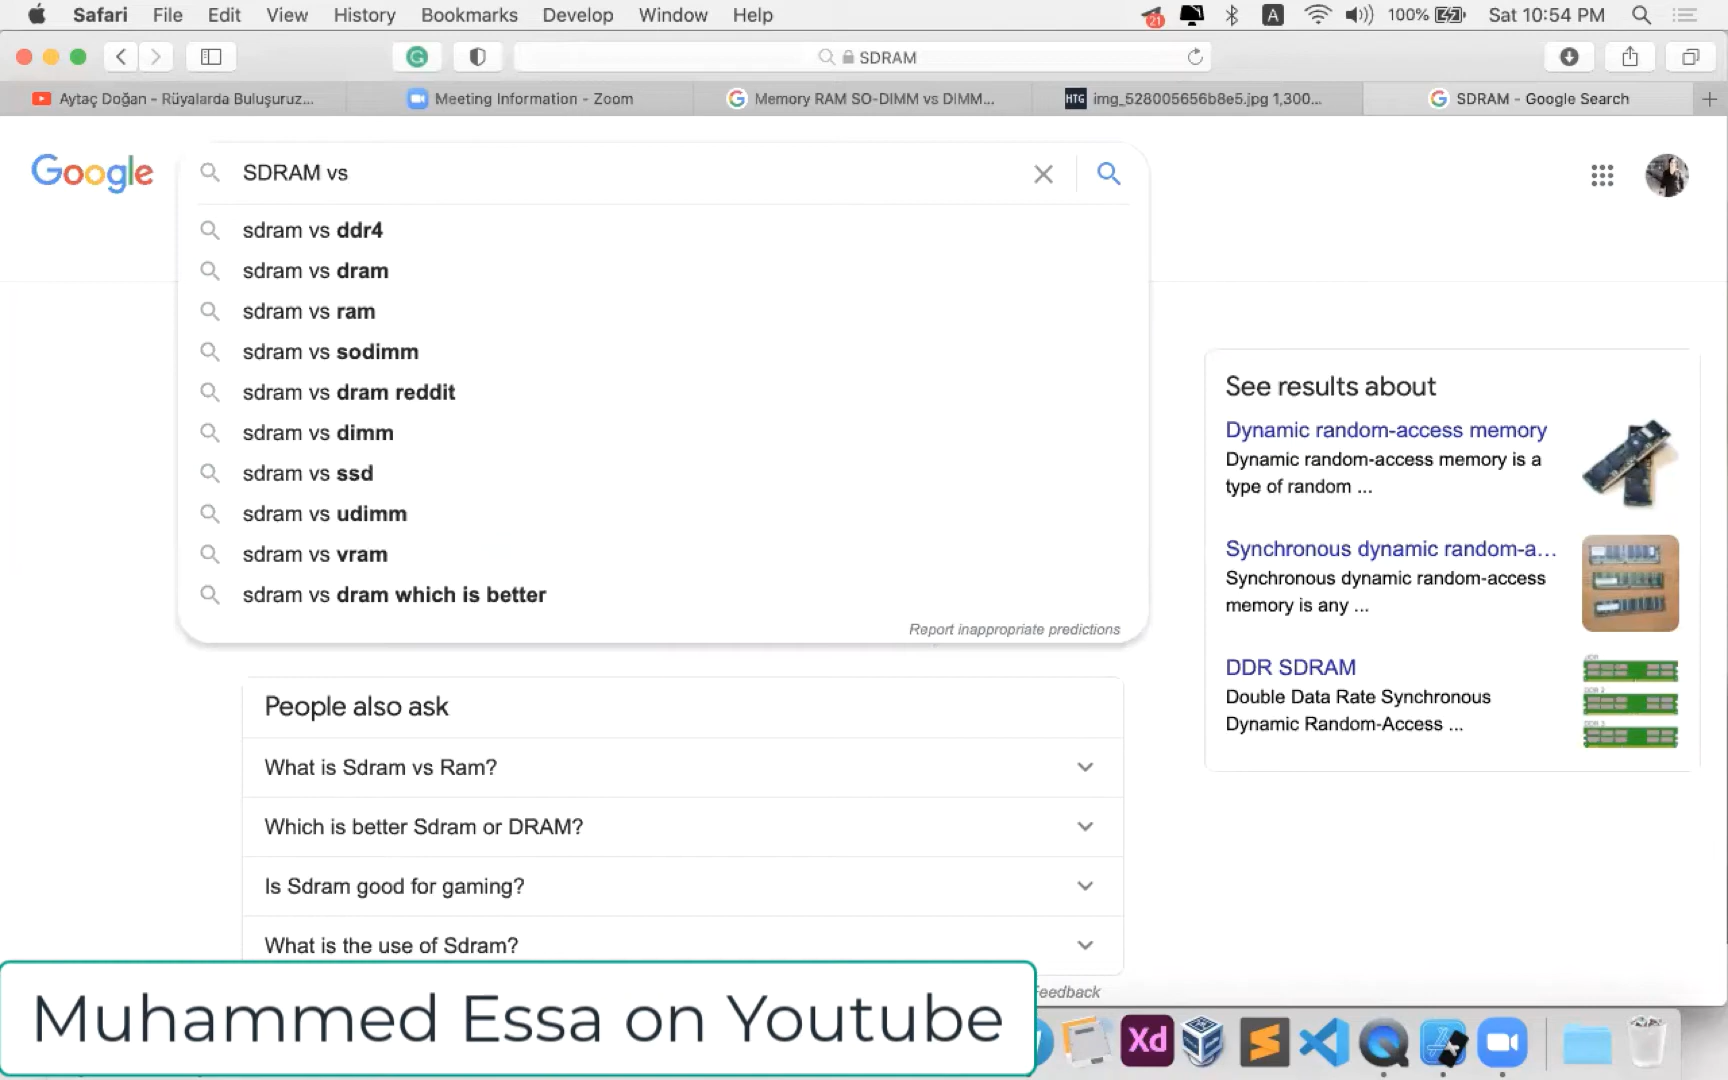 Safari File Edit View History Bookmarks Develop Window Help 21 A 100% Sat 10:54 PM
SDRAM
Aytaç Doğan - Rüyalarda Buluşuruz... Meeting Information - Zoom Memory RAM SO-DIMM vs DIMM... HTG img_528005656b8e5.jpg 1,300... SDRAM - Google Search
Google SDRAM vs
sdram vs ddr4
sdram vs dram
sdram vs ram
sdram vs sodimm
sdram vs dram reddit
sdram vs dimm
sdram vs ssd
sdram vs udimm
sdram vs vram
sdram vs dram which is better
Report inappropriate predictions
See results about
Dynamic random-access memory
Dynamic random-access memory is a
type of random ...
Synchronous dynamic random-a...
Synchronous dynamic random-access
memory is any ...
DDR SDRAM
Double Data Rate Synchronous
Dynamic Random-Access ...
People also ask
What is Sdram vs Ram?
Which is better Sdram or DRAM?
Is Sdram good for gaming?
What is the use of Sdram?
Feedback
Muhammed Essa on Youtube
Xd